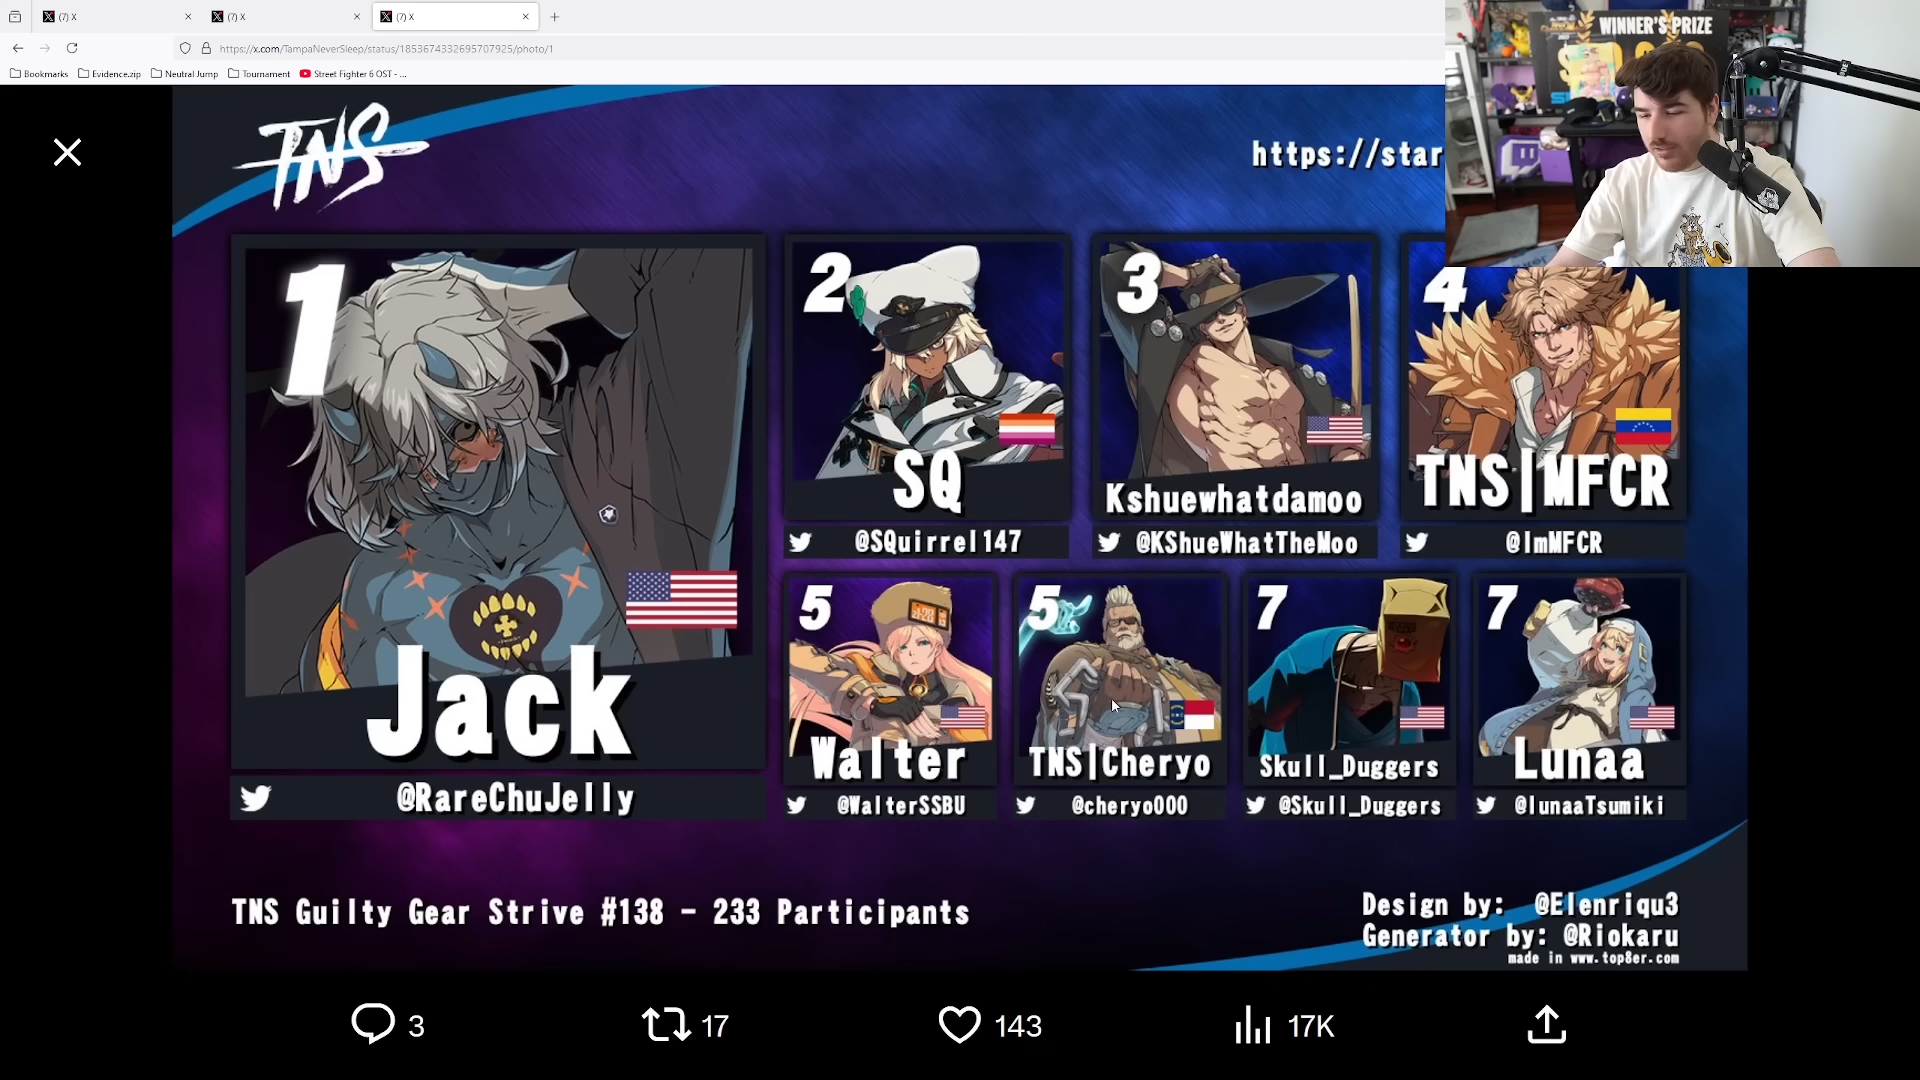 (7) X
(7) X
(7) X
https://x.com/TampaNeverSleep/status/1853674332695707925/photo/1
Bookmarks
Evidence.zip
Neutral Jump
Tournament
Street Fighter 6 OST - ...
WINNER'S PRIZE
TNS
https://star
1
Jack
@RareChuJelly
2
SQ
@SQuirrel147
3
Kshuewhatdamoo
@KShueWhatTheMoo
4
TNS|MFCR
@ImMFCR
5
Walter
@WalterSSBU
5
TNS|Cheryo
@cheryo000
7
Skull_Duggers
@Skull_Duggers
7
Lunaa
@lunaaTsumiki
TNS Guilty Gear Strive #138 - 233 Participants
Design by: @Elenriqu3
Generator by: @Riokaru
made in www.top8er.com
3
17
143
17K